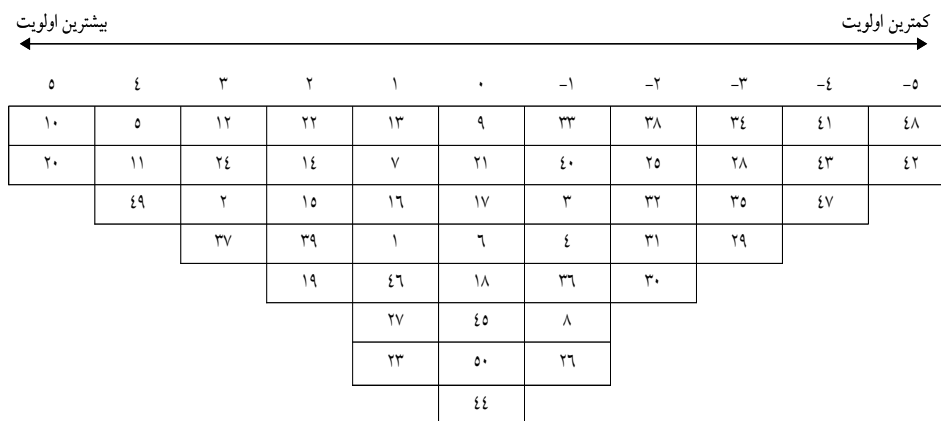 کمترین اولویت بیشترین اولویت
-٥ -٤ -٣ -٢ -١ ٠ ١ ٢ ٣ ٤ ٥
٤٨ ٤١ ٣٤ ٣٨ ٣٣ ٩ ١٣ ٢٢ ١٢ ٥ ١٠
٤٢ ٤٣ ٢٨ ٢٥ ٤٠ ٢١ ٧ ١٤ ٢٤ ١١ ٢٠
٤٧ ٣٥ ٣٢ ٣ ١٧ ١٦ ١٥ ٢ ٤٩
٢٩ ٣١ ٤ ٦ ١ ٣٩ ٣٧
٣٠ ٣٦ ١٨ ٤٦ ١٩
٨ ٤٥ ٢٧
٢٦ ٥٠ ٢٣
٤٤